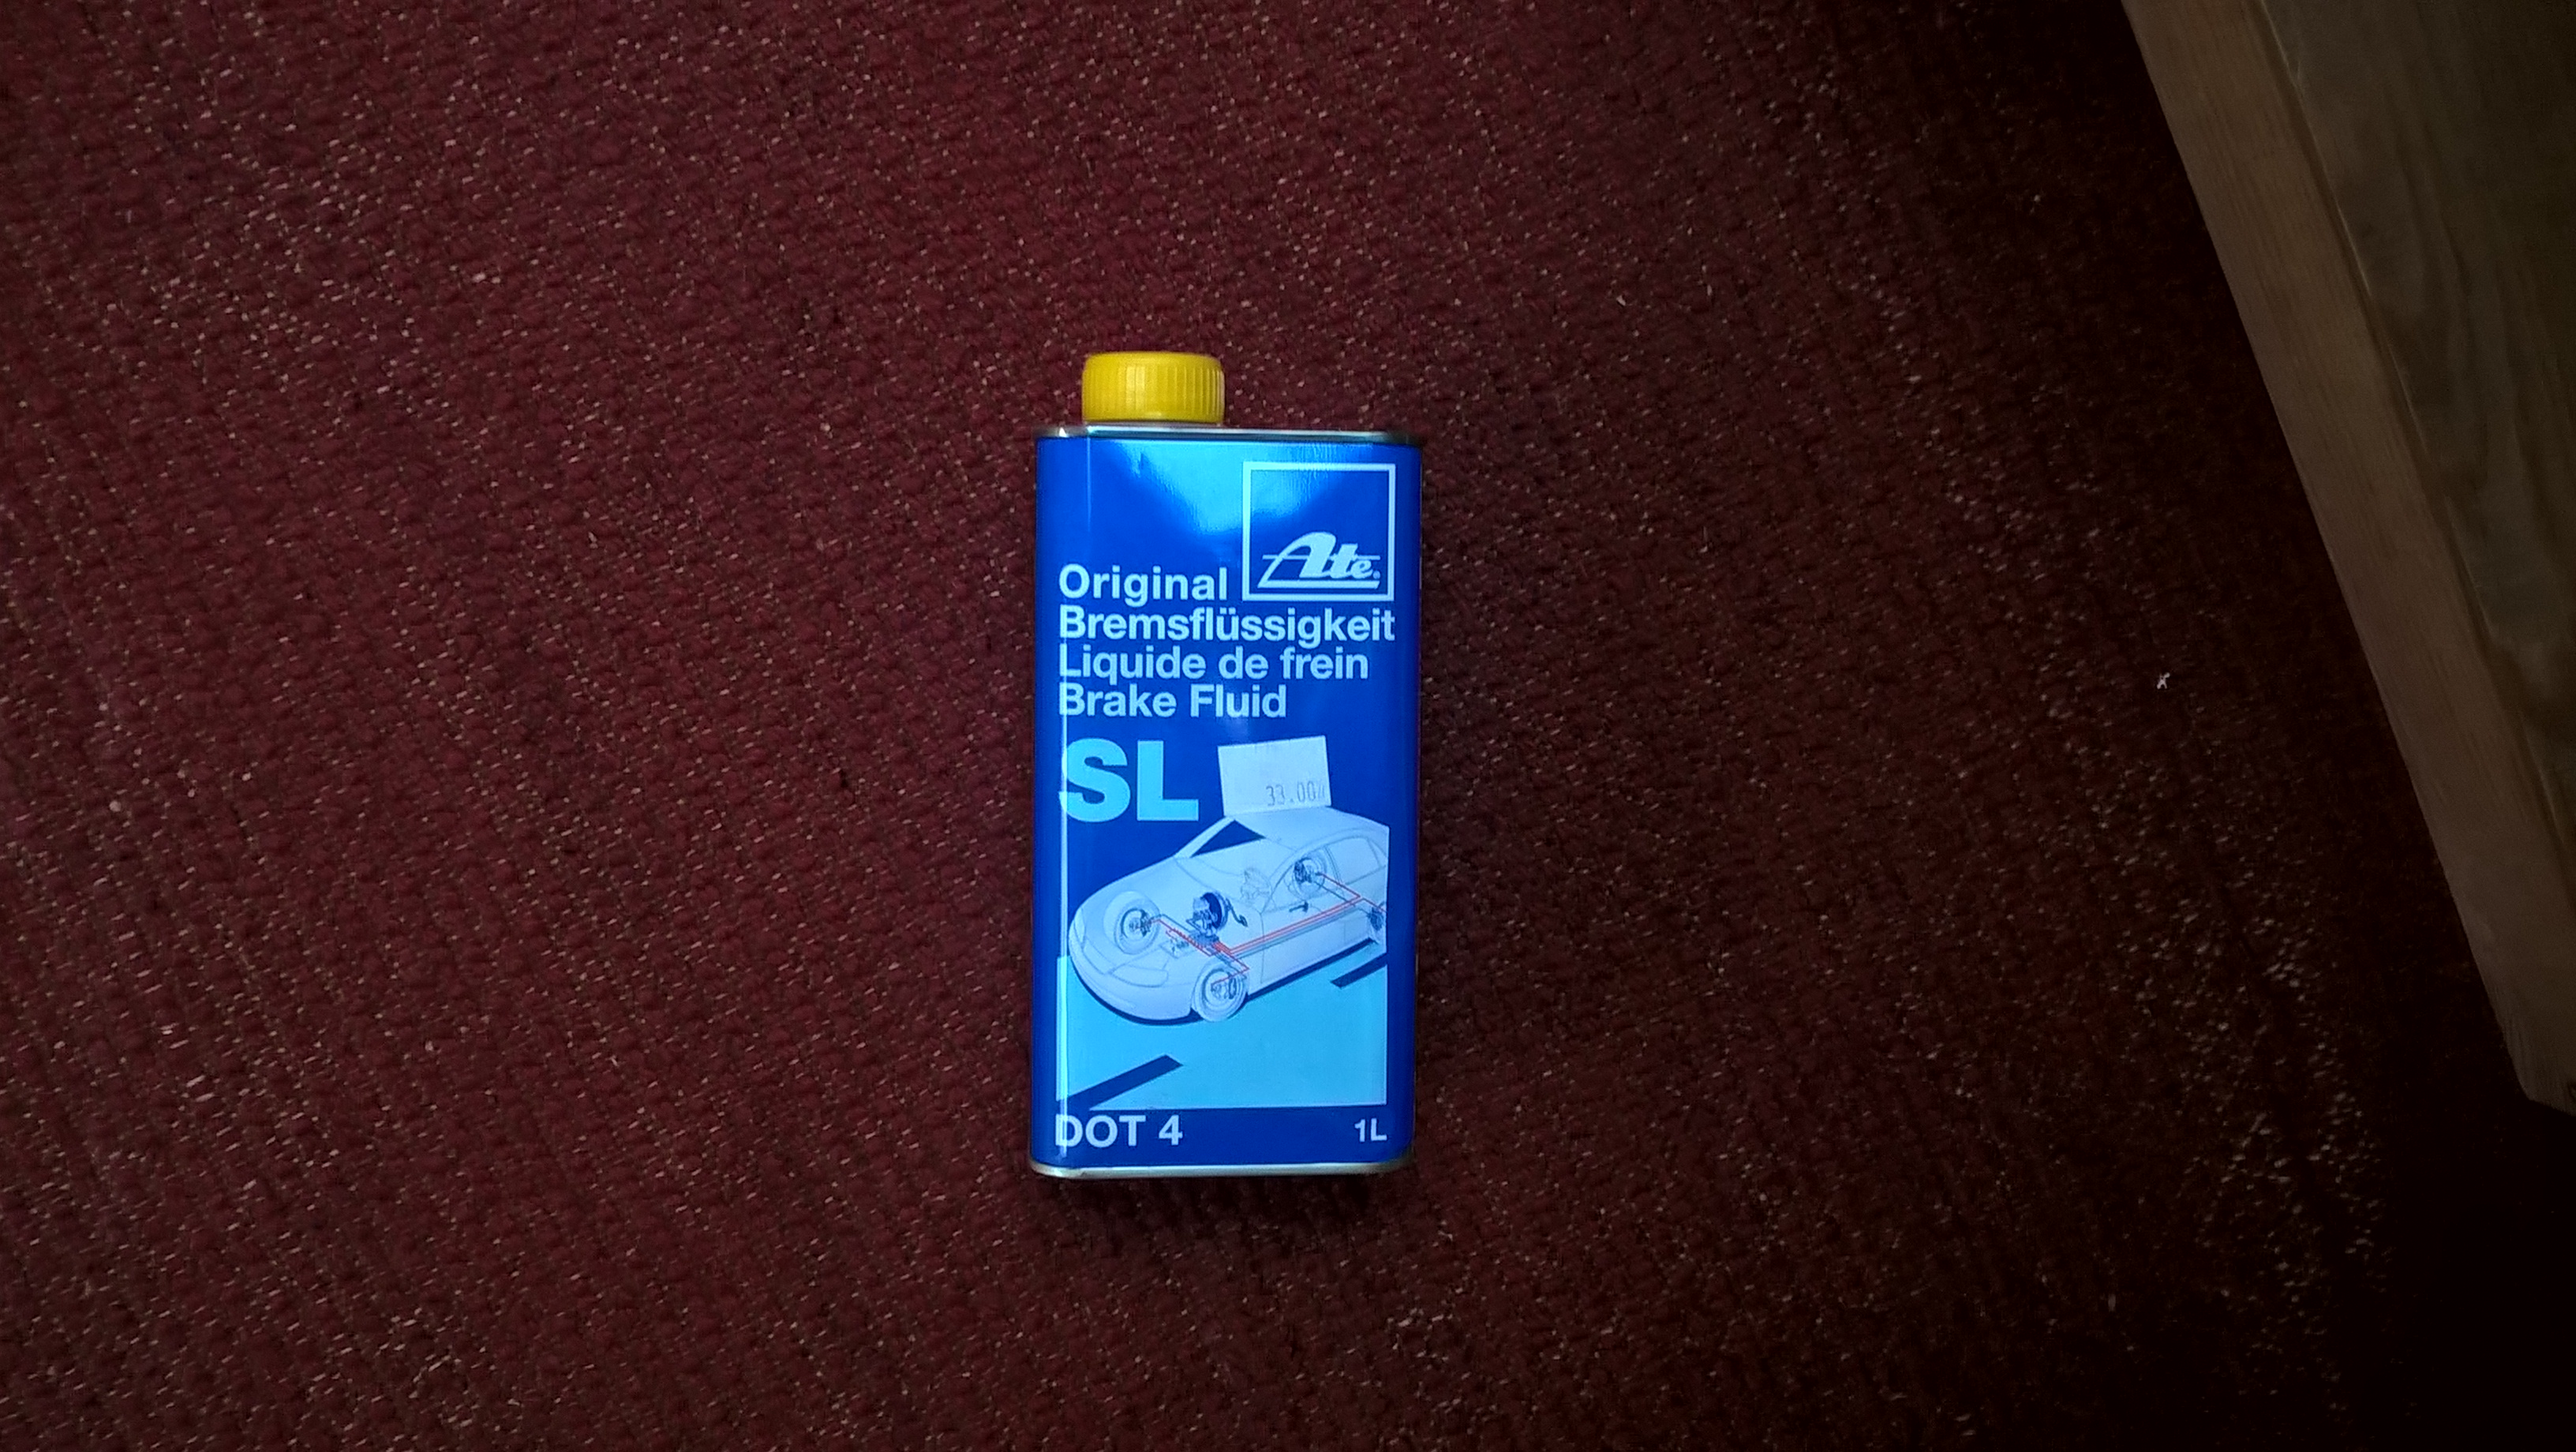 Ate
Original
Bremsflüssigkeit
Liquide de frein
Brake Fluid
SL
33.00
DOT 4
1L